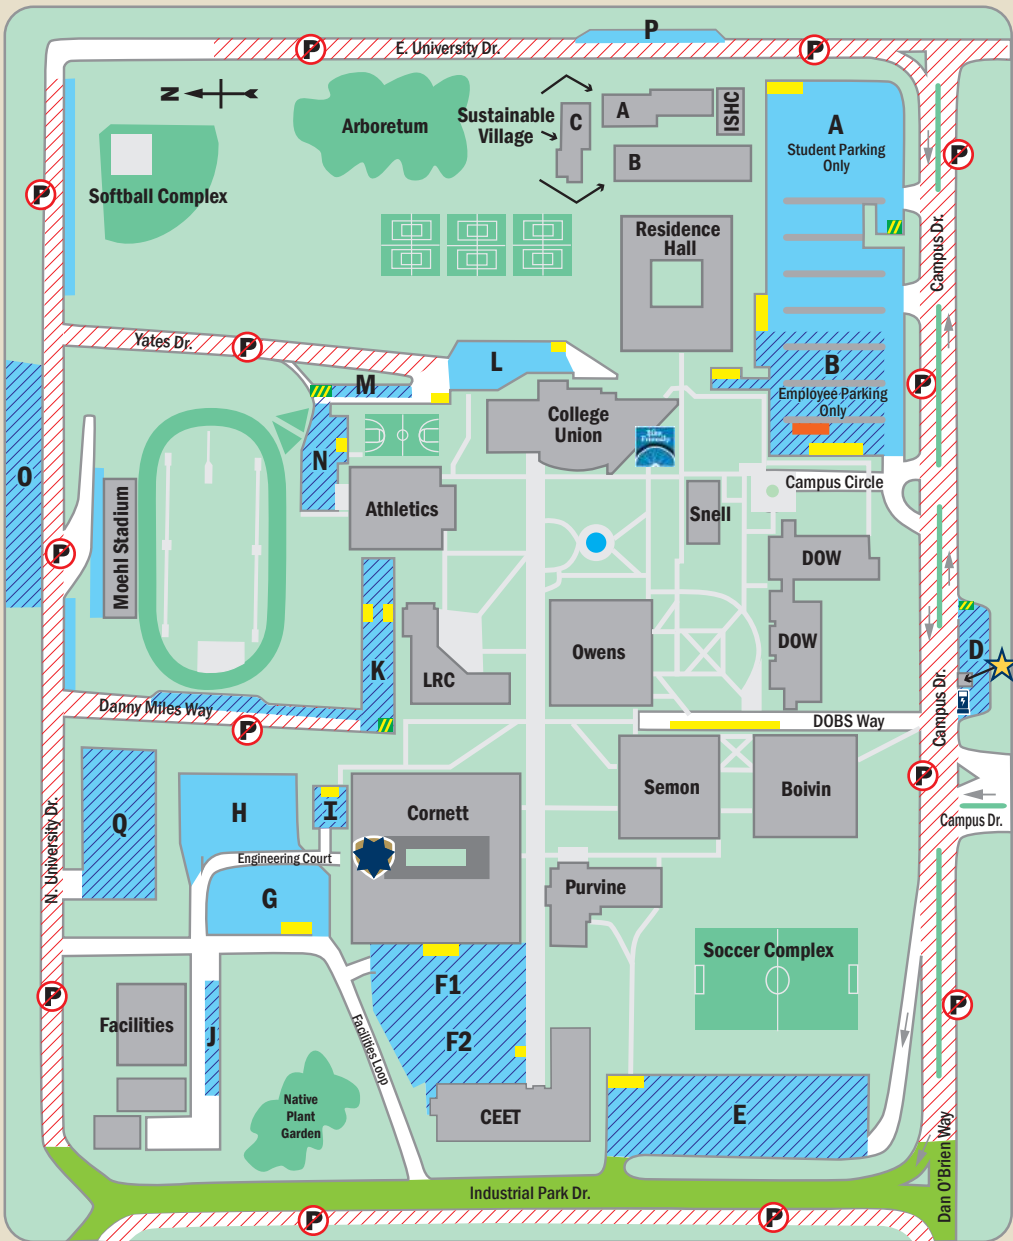 P
E. University Dr.
P
P
N
Arboretum
Sustainable
Village
C
A
ISHC
B
A
Student Parking
Only
P
P
Softball Complex
Residence
Hall
Campus Dr.
Yates Dr.
P
L
M
B
Employee Parking
Only
P
College
Union
Bike
Friendly
O
N
Athletics
Campus Circle
Snell
Moehl Stadium
P
DOW
K
LRC
Owens
DOW
D
Danny Miles Way
P
DOBS Way
Campus Dr.
Semon
Boivin
P
Campus Dr.
Q
H
I
Cornett
N. University Dr.
Engineering Court
G
Purvine
Soccer Complex
F1
F2
P
P
Facilities
J
Facilities Loop
Native
Plant
Garden
CEET
E
Dan O'Brien Way
Industrial Park Dr.
P
P